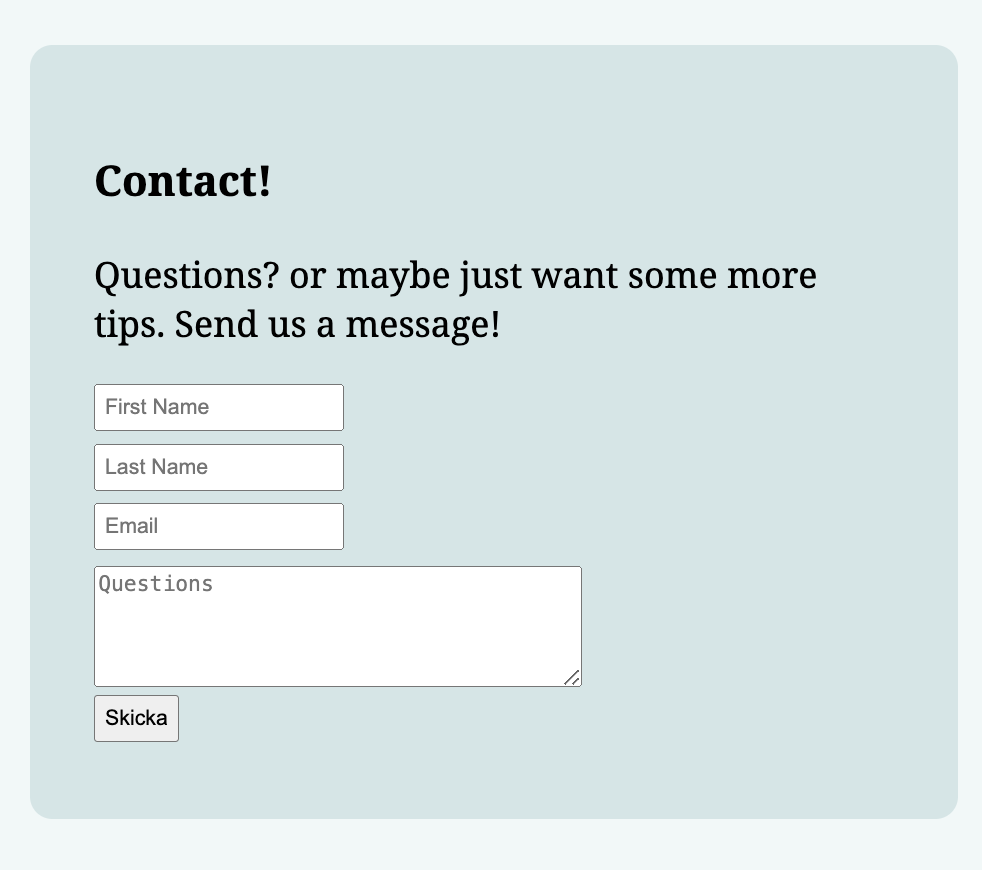 Contact!
Questions? or maybe just want some more
tips. Send us a message!
First Name
Last Name
Email
Questions
Skicka